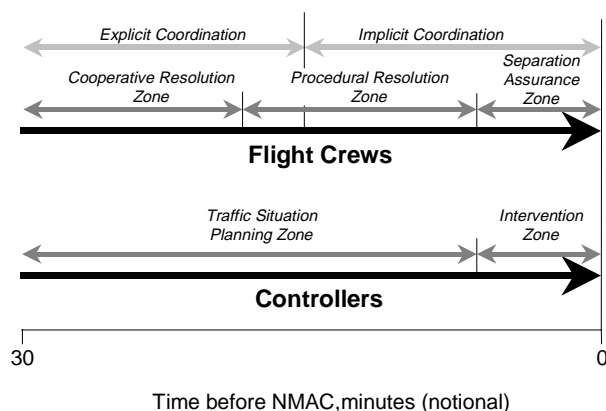 Explicit Coordination
Implicit Coordination
Cooperative Resolution
Zone
Procedural Resolution
Zone
Separation
Assurance
Zone
Flight Crews
Traffic Situation
Planning Zone
Intervention
Zone
Controllers
30
0
Time before NMAC,minutes (notional)